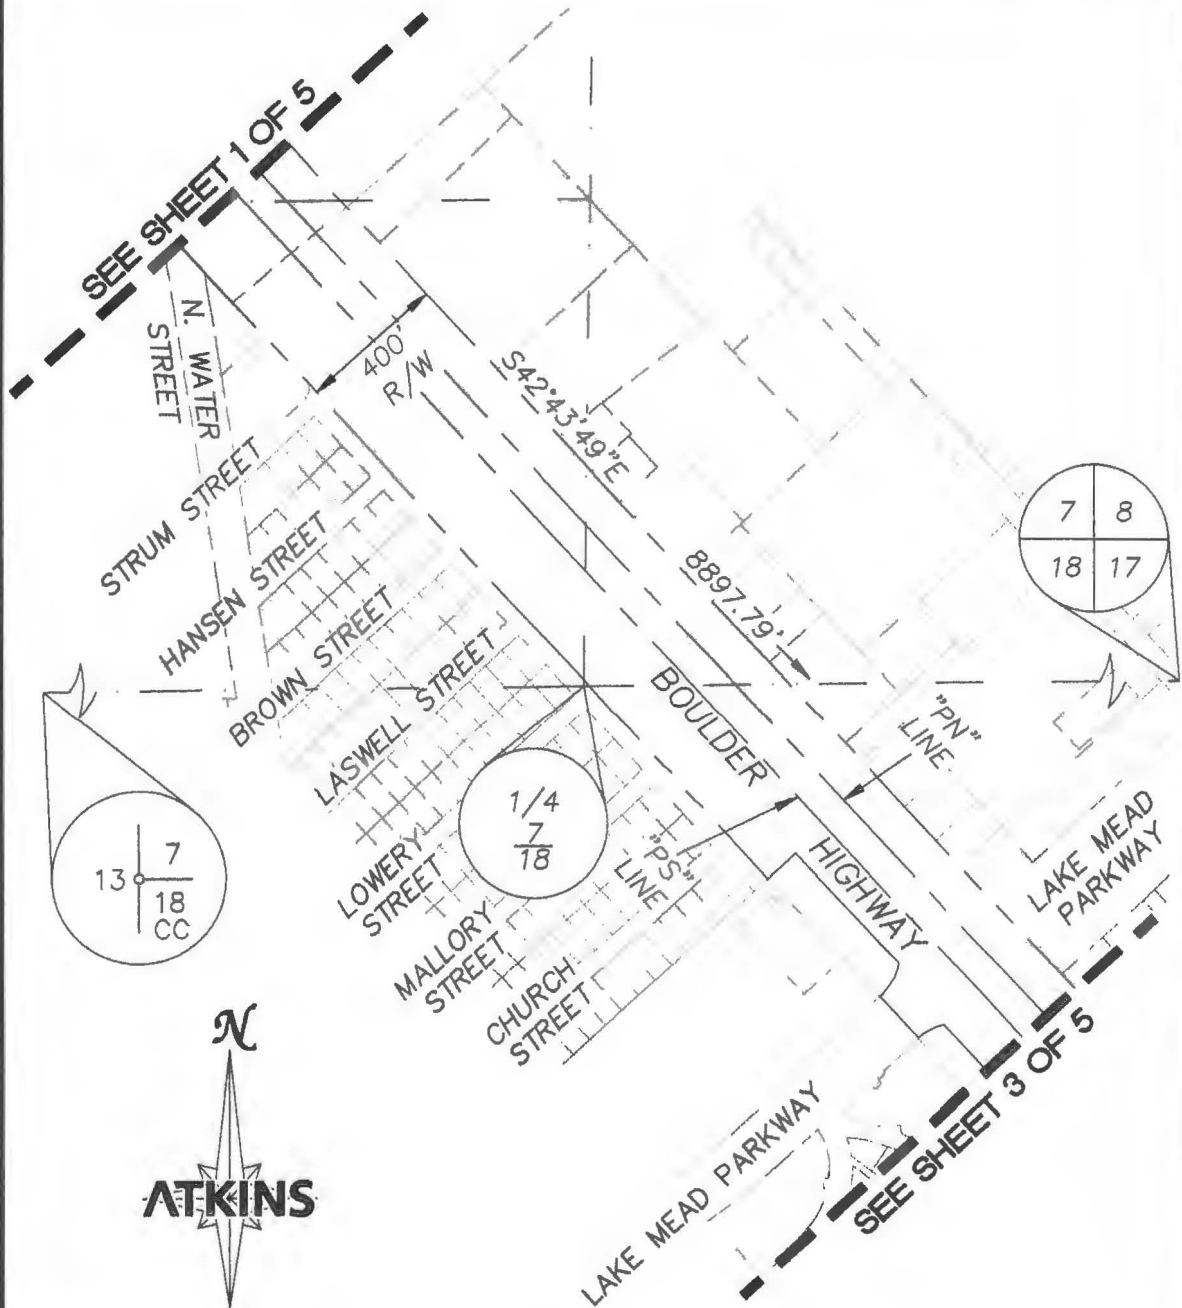 SEE SHEET 1 OF 5
N. WATER
STREET
400'
R/W
S42°43'49"E
STRUM STREET
HANSEN STREET
BROWN STREET
LASWELL STREET
LOWERY
STREET
MALLORY
STREET
CHURCH
STREET
8897.79'
7 8
18 17
BOULDER
HIGHWAY
"PN"
LINE
"PS"
LINE
1/4
7
18
13 7
18
CC
LAKE MEAD
PARKWAY
LAKE MEAD PARKWAY
SEE SHEET 3 OF 5
N
ATKINS